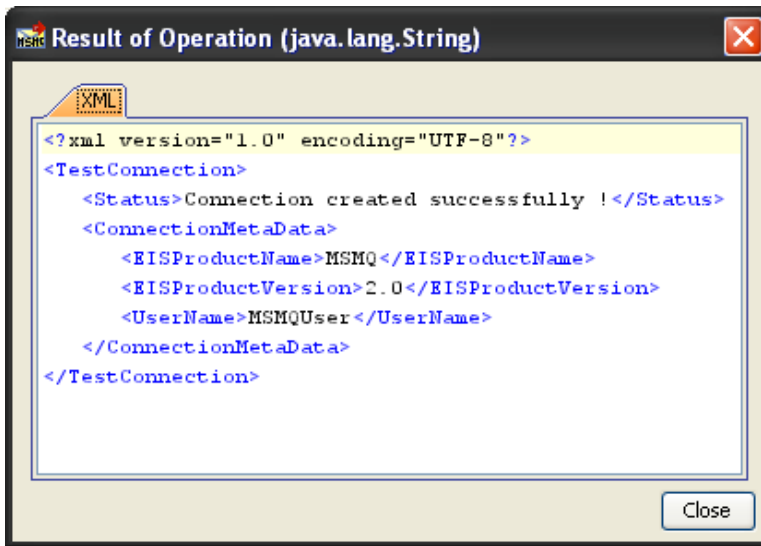 Result of Operation (java.lang.String)
XML
<?xml version="1.0" encoding="UTF-8"?>
<TestConnection>
<Status>Connection created successfully !</Status>
<ConnectionMetaData>
<EISProductName>MSMQ</EISProductName>
<EISProductVersion>2.0</EISProductVersion>
<UserName>MSMQUser</UserName>
</ConnectionMetaData>
</TestConnection>
Close